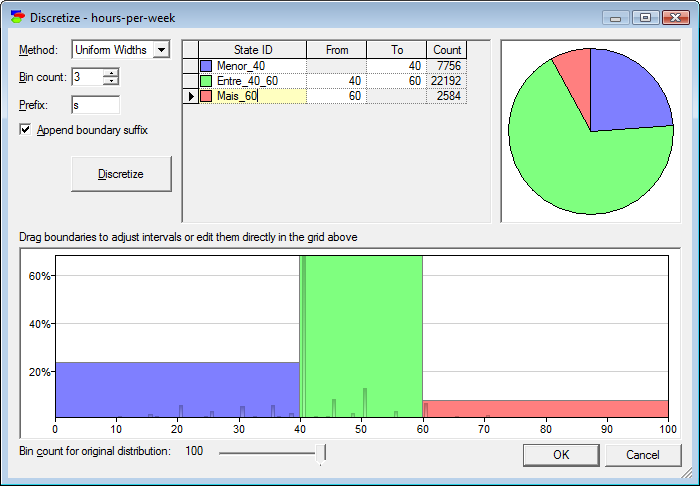 Discretize - hours-per-week
Method: Uniform Widths
Bin count: 3
Prefix: s
Append boundary suffix
Discretize
State ID From To Count
Menor_40 40 7756
Entre_40_60 40 60 22192
Mais_60 60 2584
Drag boundaries to adjust intervals or edit them directly in the grid above
60%
40%
20%
0 10 20 30 40 50 60 70 80 90 100
Bin count for original distribution: 100
OK Cancel